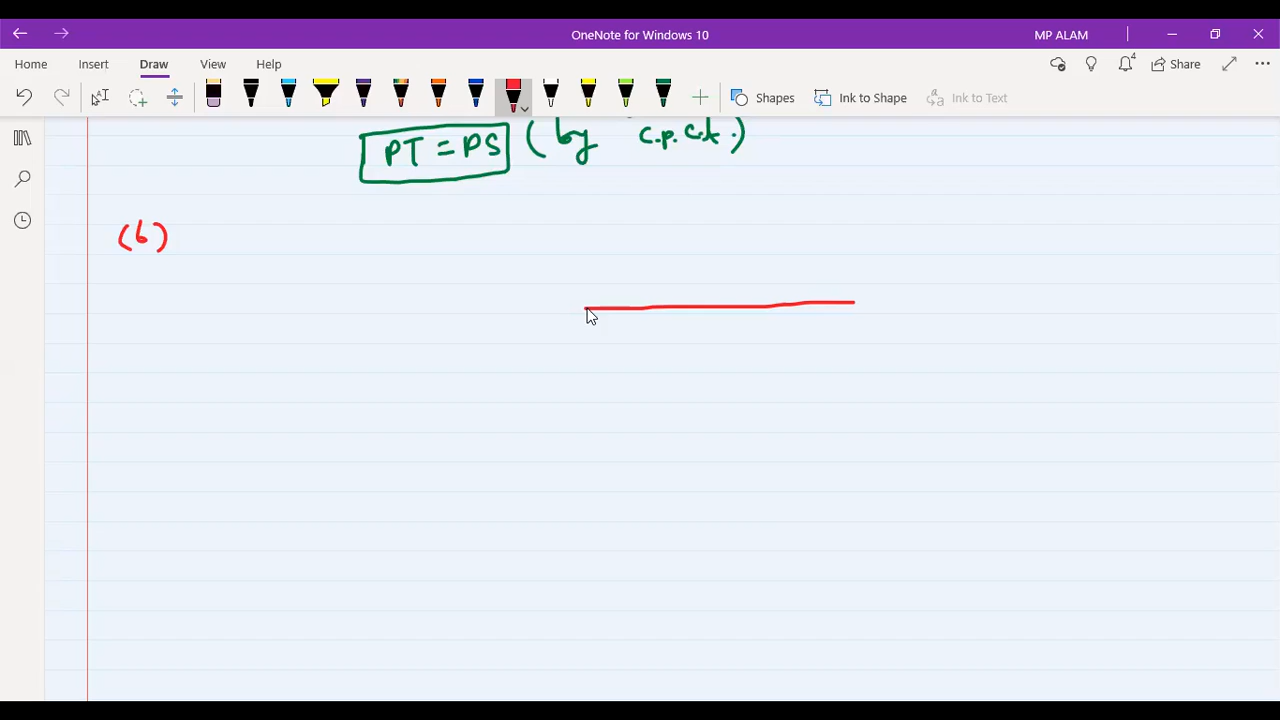 OneNote for Windows 10
MP ALAM
Home Insert Draw View Help
4
Share
Shapes
Ink to Shape
Ink to Text
PT = PS (by c.p.c.t.)
(b)